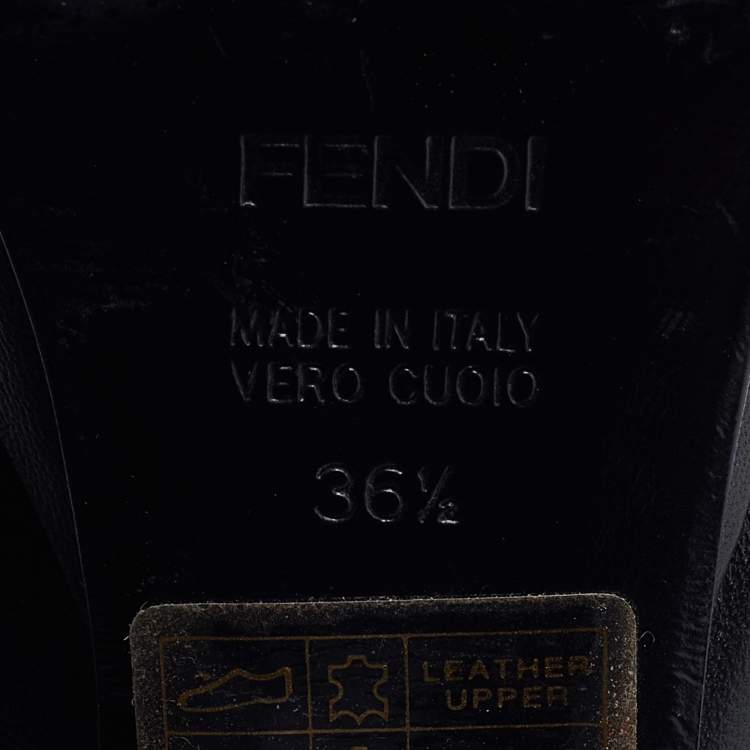 FENDI
MADE IN ITALY
VERO CUOIO
36½
LEATHER
UPPER